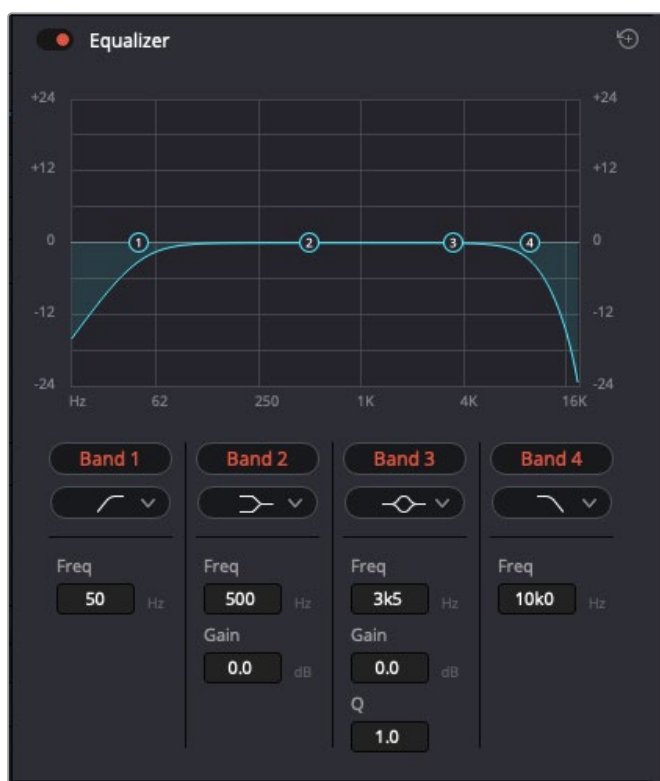 Equalizer
+24 +24
+12 +12
0 1 2 3 4 0
-12 -12
-24 -24
Hz 62 250 1K 4K 16K
Band 1 Band 2 Band 3 Band 4
Freq Freq Freq Freq
50 Hz 500 Hz 3k5 Hz 10k0 Hz
Gain Gain
0.0 dB 0.0 dB
Q
1.0